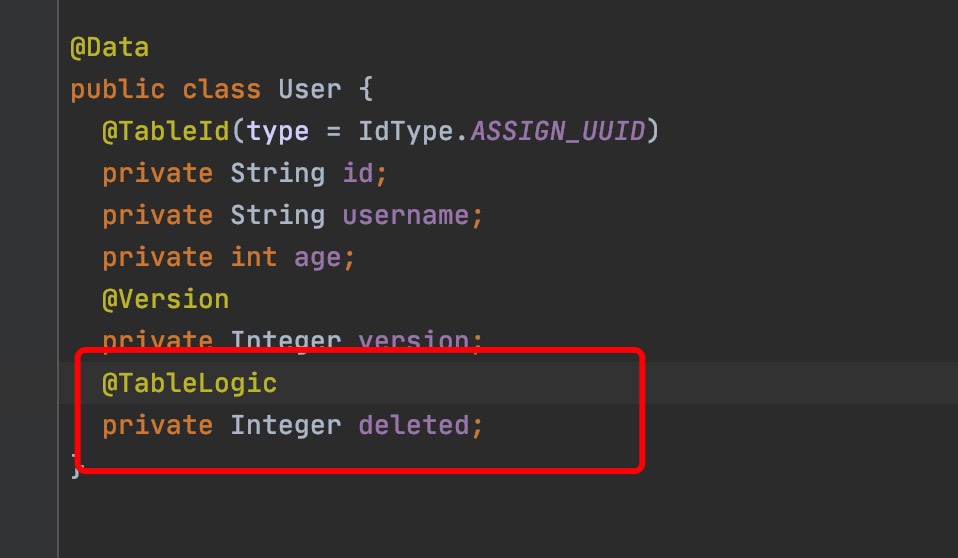 @Data
public class User {
@TableId(type = IdType.ASSIGN_UUID)
private String id;
private String username;
private int age;
@Version
private Integer version;
@TableLogic
private Integer deleted;
}